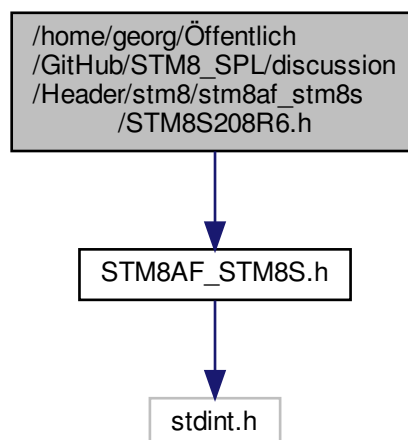 /home/georg/Öffentlich
/GitHub/STM8_SPL/discussion
/Header/stm8/stm8af_stm8s
/STM8S208R6.h
STM8AF_STM8S.h
stdint.h